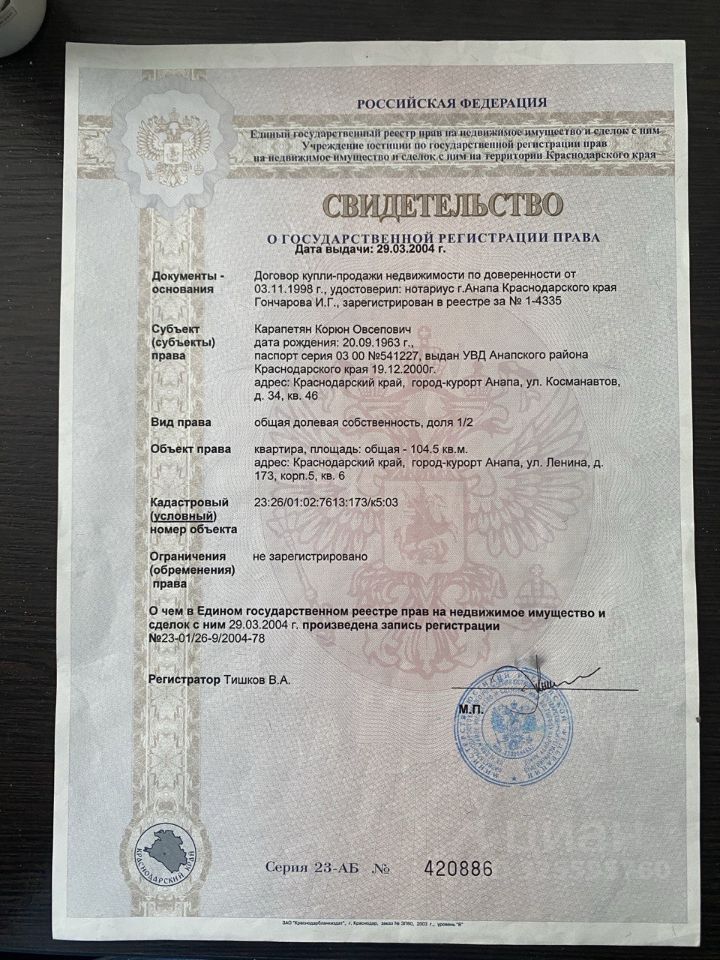 РОССИЙСКАЯ ФЕДЕРАЦИЯ
Единый государственный реестр прав на недвижимое имущество и сделок с ним
Учреждение юстиции по государственной регистрации прав
на недвижимое имущество и сделок с ним на территории Краснодарского края
СВИДЕТЕЛЬСТВО
О ГОСУДАРСТВЕННОЙ РЕГИСТРАЦИИ ПРАВА
Дата выдачи: 29.03.2004 г.
Документы - Договор купли-продажи недвижимости по доверенности от
основания 03.11.1998 г., удостоверил: нотариус г.Анапа Краснодарского края
Гончарова И.Г., зарегистрирован в реестре за № 1-4335
Субъект Карапетян Корюн Овсепович
(субъекты) дата рождения: 20.09.1963 г.,
права паспорт серия 03 00 №541227, выдан УВД Анапского района
Краснодарского края 19.12.2000г.
адрес: Краснодарский край, город-курорт Анапа, ул. Косманавтов,
д. 34, кв. 46
Вид права общая долевая собственность, доля 1/2
Объект права квартира, площадь: общая - 104.5 кв.м.
адрес: Краснодарский край, город-курорт Анапа, ул. Ленина, д.
173, корп.5, кв. 6
Кадастровый 23:26/01:02:7613:173/к5:03
(условный)
номер объекта
Ограничения не зарегистрировано
(обременения)
права
О чем в Едином государственном реестре прав на недвижимое имущество и
сделок с ним 29.03.2004 г. произведена запись регистрации
№23-01/26-9/2004-78
Регистратор Тишков В.А.
М.П.
КРАСНОДАРСКИЙ КРАЙ
Серия 23-АБ № 420886